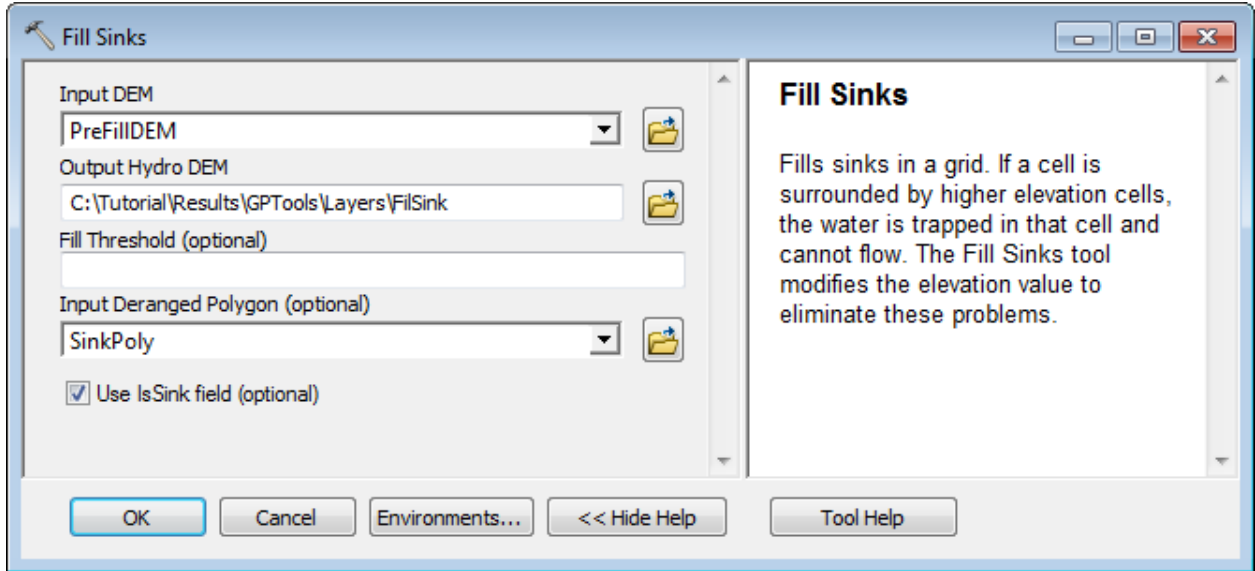 Fill Sinks
Input DEM
PreFillDEM
Output Hydro DEM
C:\Tutorial\Results\GPTools\Layers\FilSink
Fill Threshold (optional)
Input Deranged Polygon (optional)
SinkPoly
Use IsSink field (optional)
Fill Sinks
Fills sinks in a grid. If a cell is
surrounded by higher elevation cells,
the water is trapped in that cell and
cannot flow. The Fill Sinks tool
modifies the elevation value to
eliminate these problems.
OK
Cancel
Environments...
<< Hide Help
Tool Help